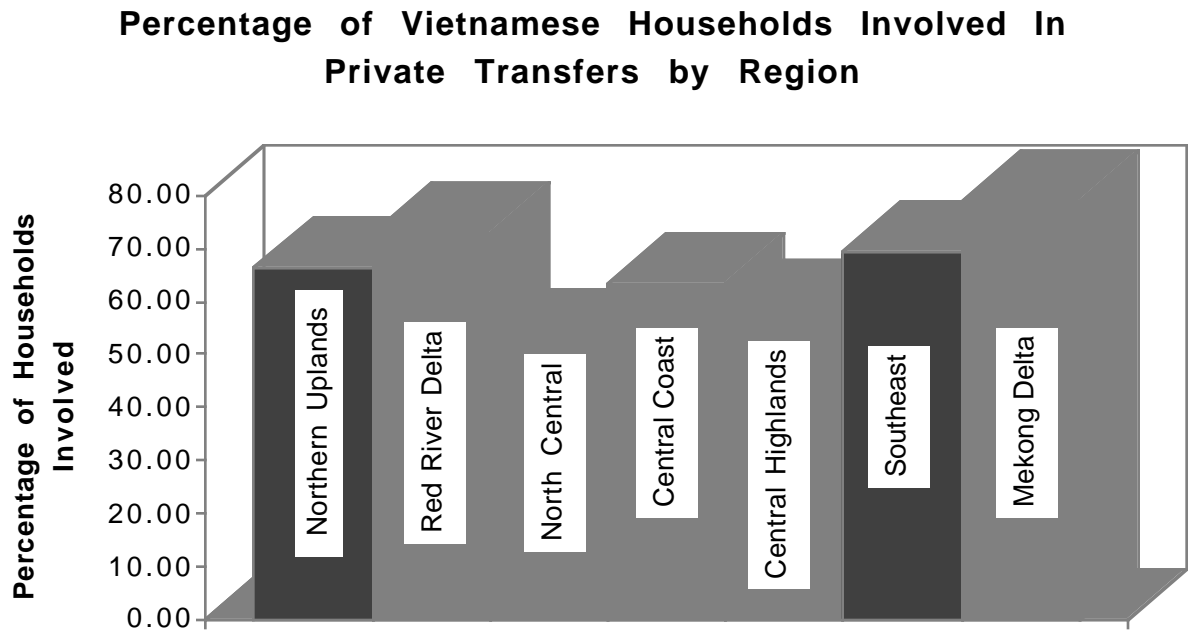 Percentage of Vietnamese Households Involved In
Private Transfers by Region
Percentage of Households
Involved
80.00
70.00
60.00
50.00
40.00
30.00
20.00
10.00
0.00
Northern Uplands
Red River Delta
North Central
Central Coast
Central Highlands
Southeast
Mekong Delta